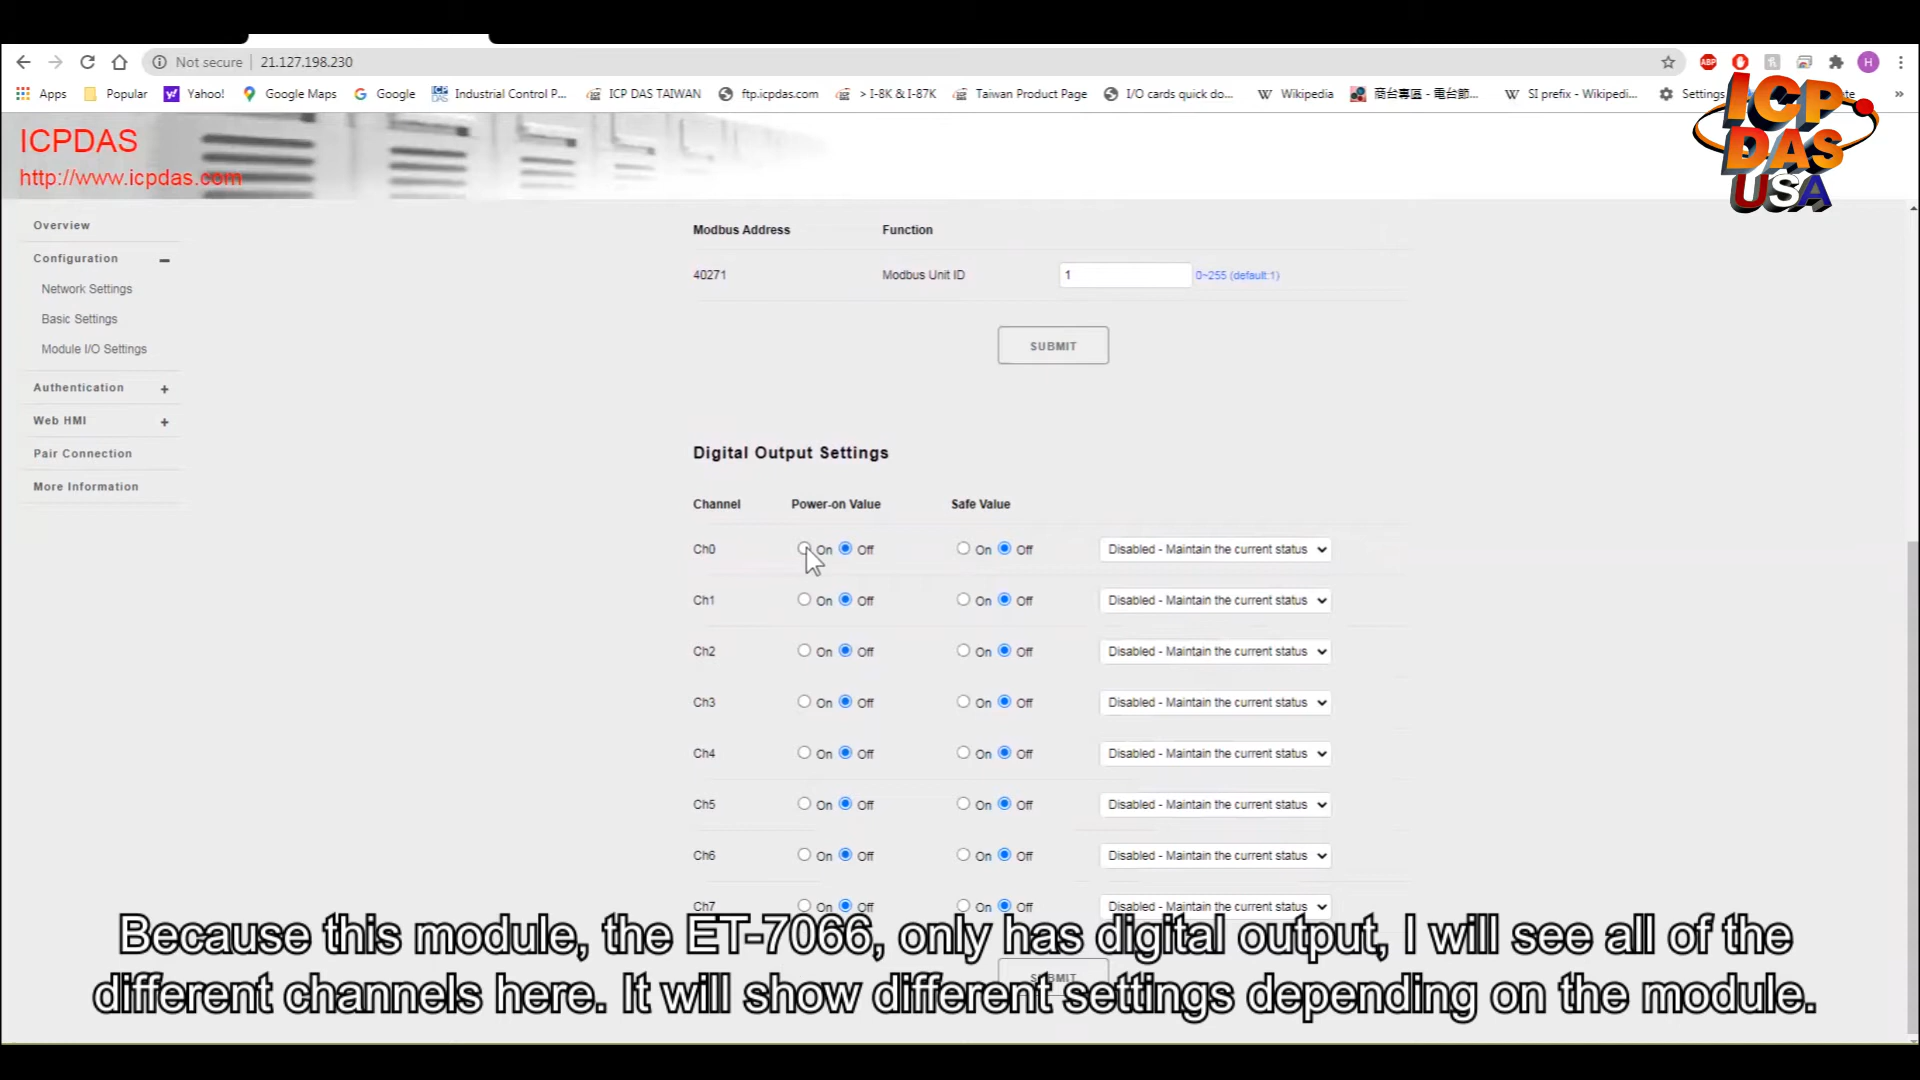 Not secure 21.127.198.230
ABP H
Apps Popular Yahoo! Google Maps Google Industrial Control P... ICP DAS TAIWAN ftp.icpdas.com > I-8K & I-87K Taiwan Product Page I/O cards quick do... Wikipedia 商台專區 - 電台節... SI prefix - Wikipedi... Settings »
ICPDAS
http://www.icpdas.com
ICP
DAS
USA
Overview
Configuration
Network Settings
Basic Settings
Module I/O Settings
Authentication +
Web HMI +
Pair Connection
More Information
Modbus Address Function
40271 Modbus Unit ID 1 0~255 (default:1)
SUBMIT
Digital Output Settings
Channel Power-on Value Safe Value
Ch0 On Off On Off Disabled - Maintain the current status
Ch1 On Off On Off Disabled - Maintain the current status
Ch2 On Off On Off Disabled - Maintain the current status
Ch3 On Off On Off Disabled - Maintain the current status
Ch4 On Off On Off Disabled - Maintain the current status
Ch5 On Off On Off Disabled - Maintain the current status
Ch6 On Off On Off Disabled - Maintain the current status
Ch7 On Off On Off Disabled - Maintain the current status
SUBMIT
Because this module, the ET-7066, only has digital output, I will see all of the
different channels here. It will show different settings depending on the module.